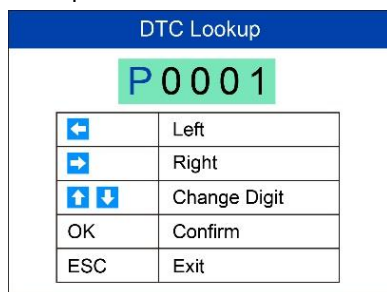 DTC Lookup
P0001
Left
Right
Change Digit
OK Confirm
ESC Exit